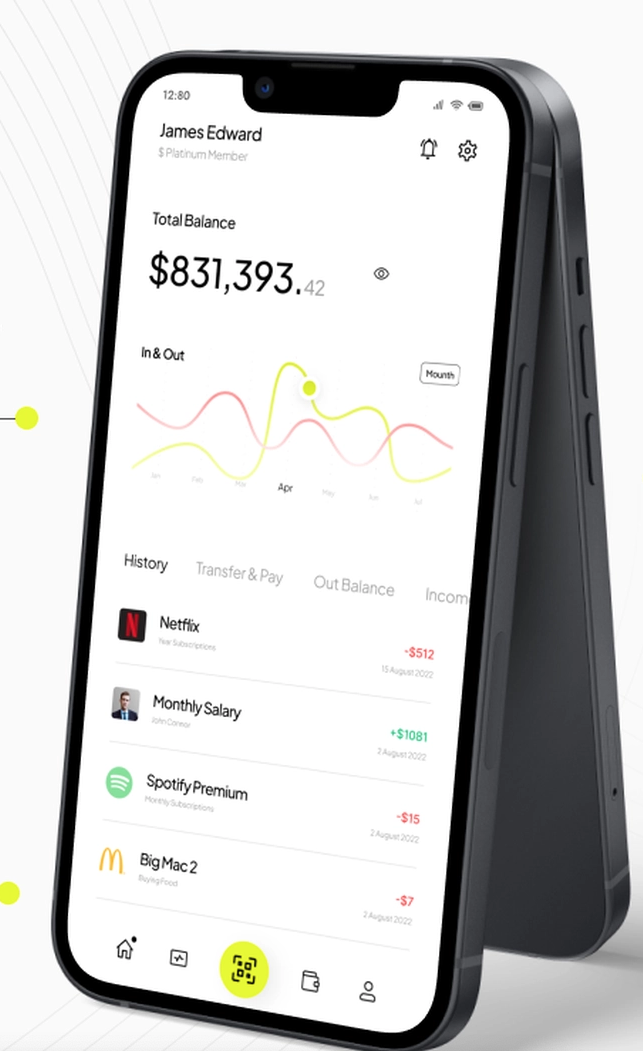 12:80
James Edward
$ Platinum Member
Total Balance
$831,393.42
In & Out
Mounth
Jan Feb Mar Apr May Jun Jul
History Transfer & Pay Out Balance Incom
N
Netflix
Year Subscriptions
-$512
15 August 2022
Monthly Salary
John Connor
+$1081
2 August 2022
Spotify Premium
Monthly Subscriptions
-$15
2 August 2022
Big Mac 2
Buying Food
-$7
2 August 2022